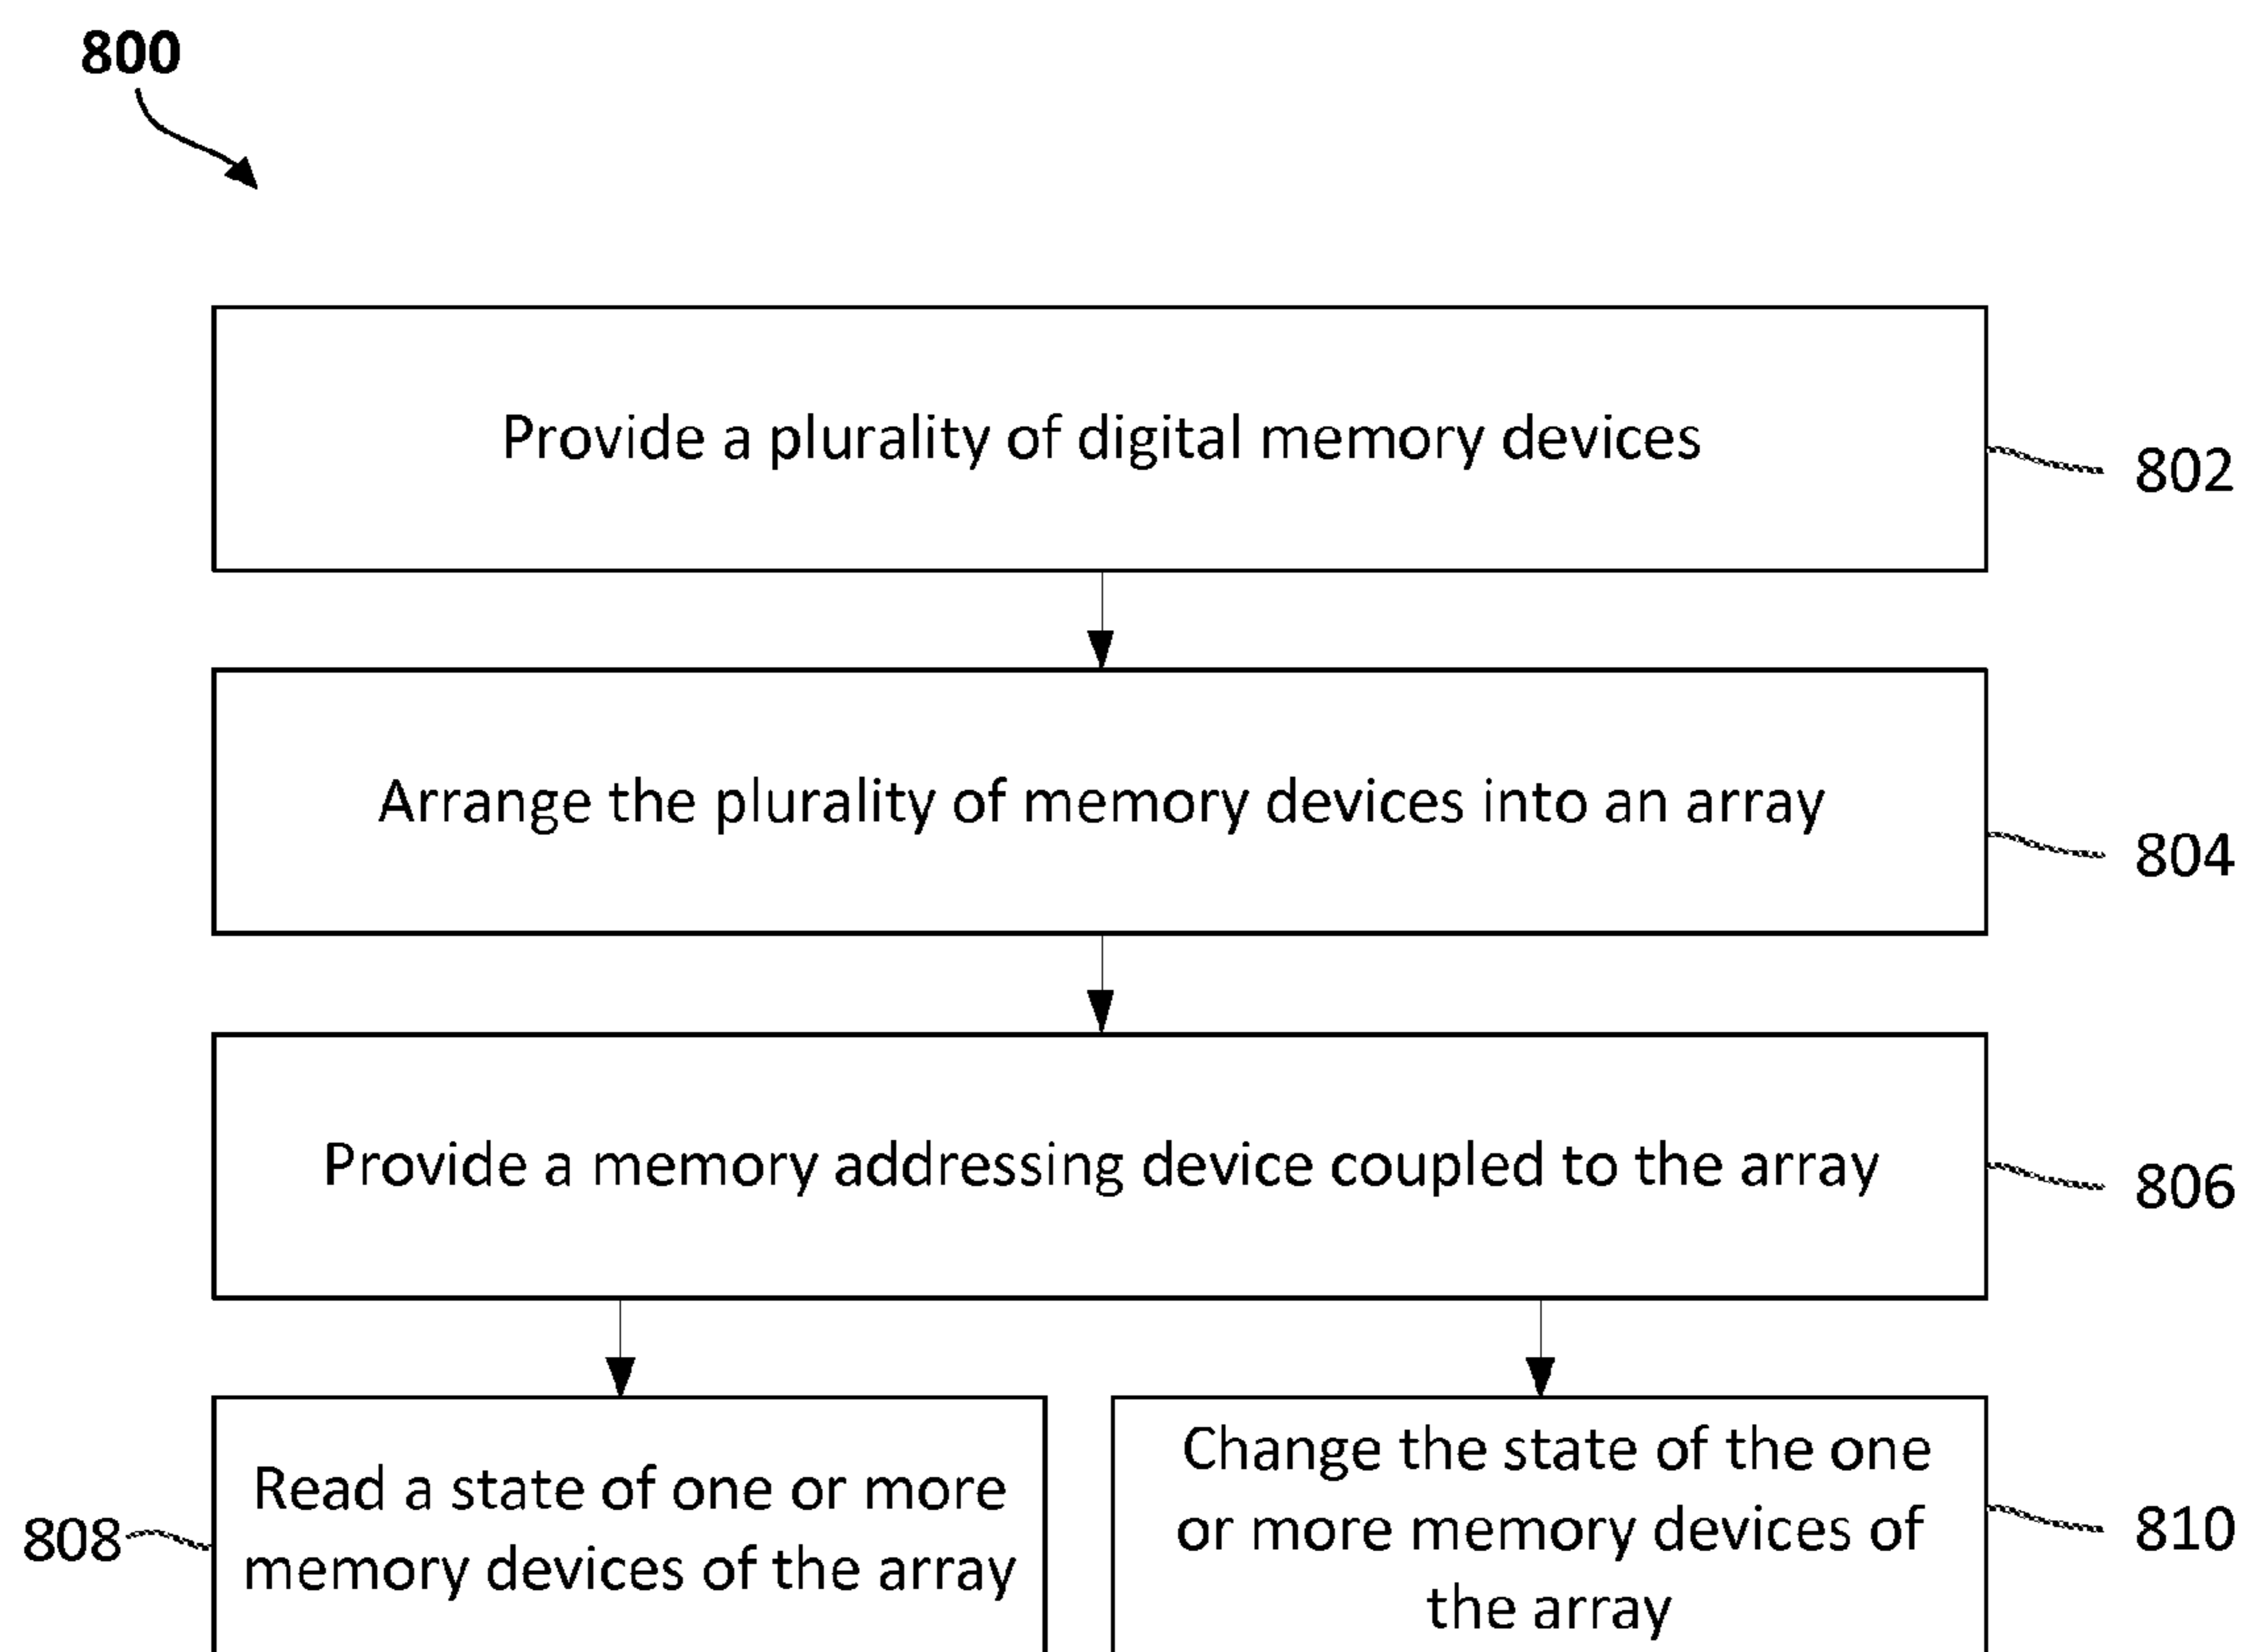 800
Provide a plurality of digital memory devices
802
Arrange the plurality of memory devices into an array
804
Provide a memory addressing device coupled to the array
806
Read a state of one or more
memory devices of the array
808
Change the state of the one
or more memory devices of
the array
810